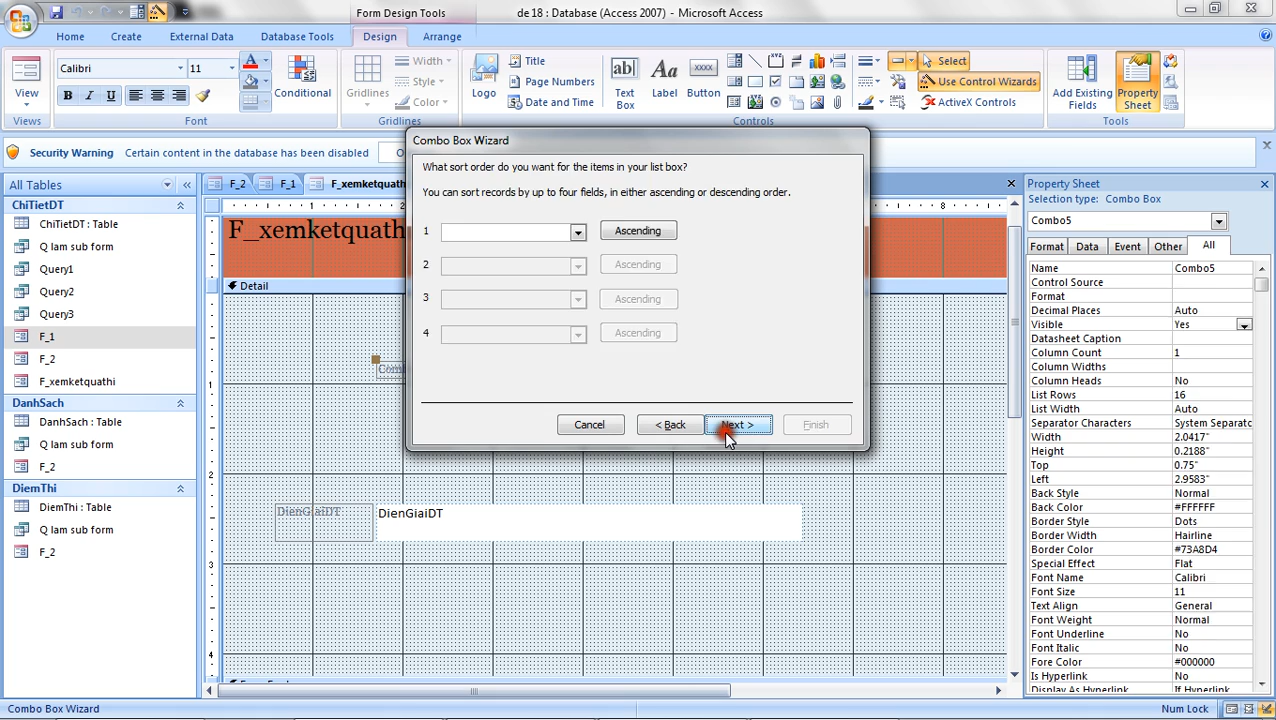 Form Design Tools
de 18 : Database (Access 2007) - Microsoft Access
Home
Create
External Data
Database Tools
Design
Arrange
View
Views
Calibri
11
B I U
Conditional
Font
Gridlines
Width
Style
Color
Gridlines
Logo
Title
Page Numbers
Date and Time
Text Box
Label
Button
Controls
Select
Use Control Wizards
ActiveX Controls
Add Existing Fields
Property Sheet
Tools
Security Warning Certain content in the database has been disabled
All Tables
ChiTietDT
ChiTietDT : Table
Q lam sub form
Query1
Query2
Query3
F_1
F_2
F_xemketquathi
DanhSach
DanhSach : Table
Q lam sub form
F_2
DiemThi
DiemThi : Table
Q lam sub form
F_2
F_2
F_1
F_xemketquath
1
8
F_xemketquath
Detail
1
2
3
4
DienGiaiDT
DienGiaiDT
Combo Box Wizard
What sort order do you want for the items in your list box?
You can sort records by up to four fields, in either ascending or descending order.
1 Ascending
2 Ascending
3 Ascending
4 Ascending
Cancel
< Back
Next >
Finish
Property Sheet
Selection type: Combo Box
Combo5
Format Data Event Other All
Name Combo5
Control Source
Format
Decimal Places Auto
Visible Yes
Datasheet Caption
Column Count 1
Column Widths
Column Heads No
List Rows 16
List Width Auto
Separator Characters System Separato
Width 2.0417"
Height 0.2188"
Top 0.75"
Left 2.9583"
Back Style Normal
Back Color #FFFFFF
Border Style Dots
Border Width Hairline
Border Color #73A8D4
Special Effect Flat
Font Name Calibri
Font Size 11
Text Align General
Font Weight Normal
Font Underline No
Font Italic No
Fore Color #000000
Is Hyperlink No
Display As Hyperlink If Hyperlink
Combo Box Wizard
Num Lock